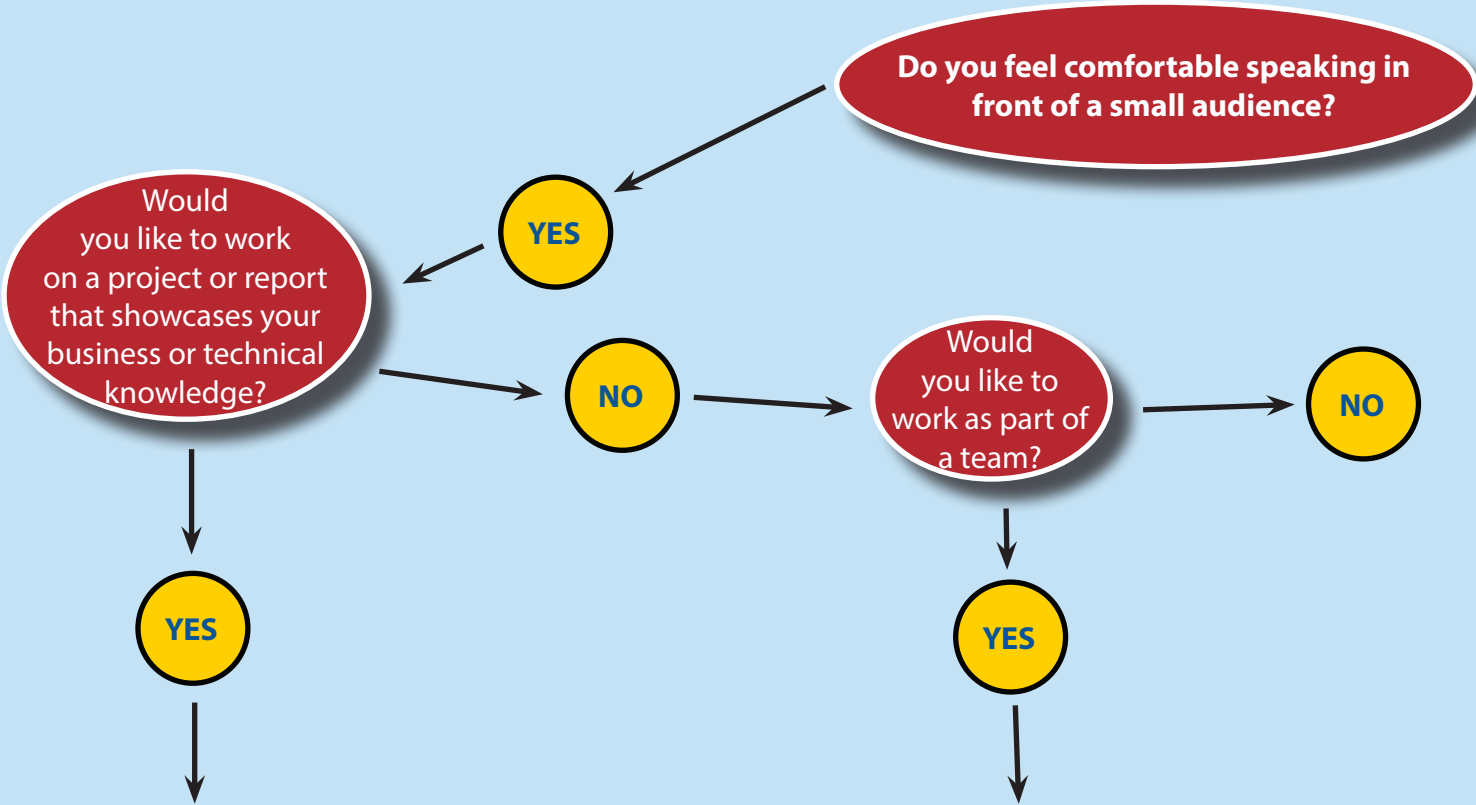 Do you feel comfortable speaking in
front of a small audience?
YES
Would
you like to work
on a project or report
that showcases your
business or technical
knowledge?
NO
Would
you like to
work as part of
a team?
NO
YES
YES